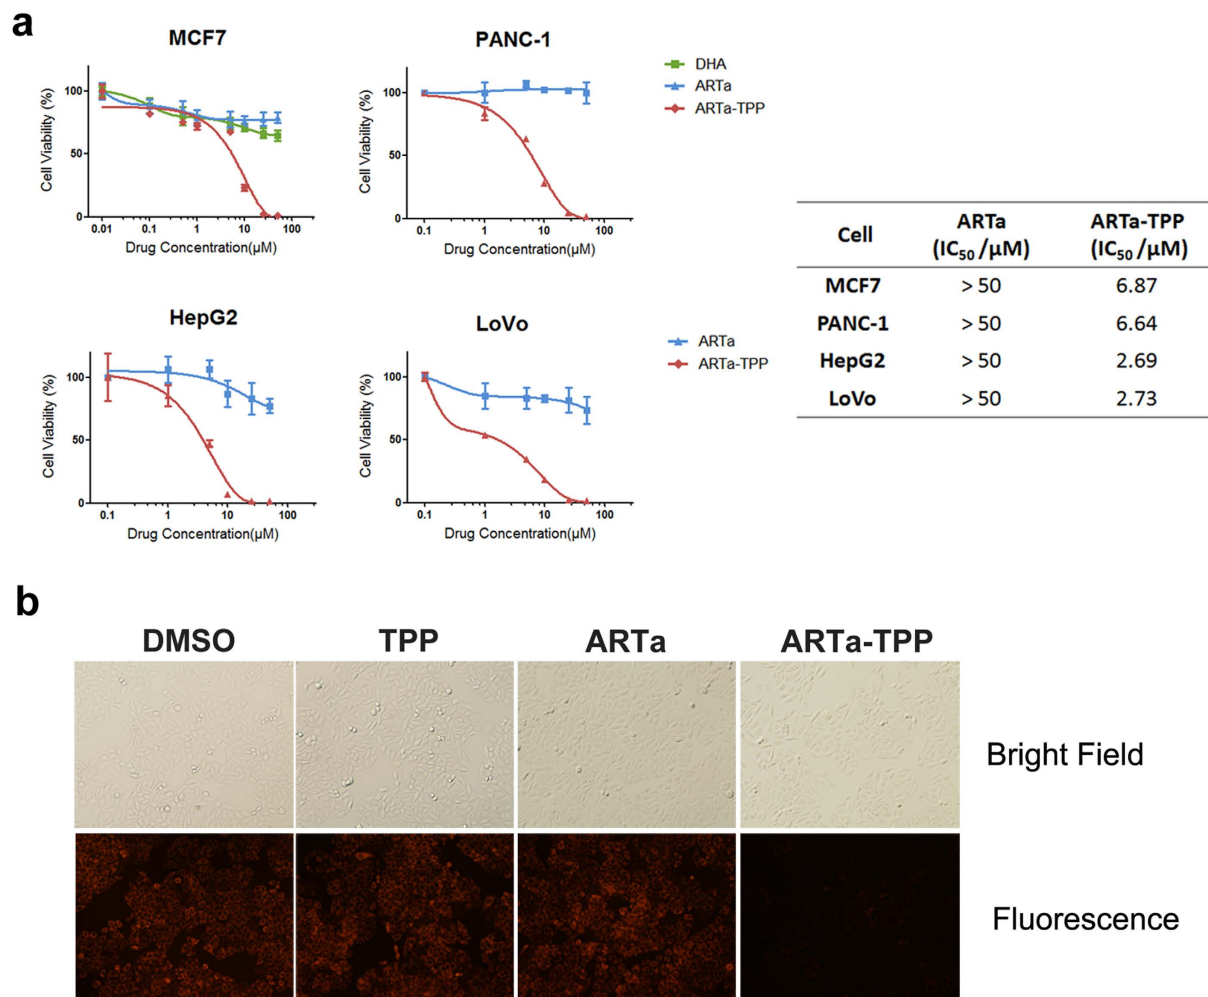 a
MCF7
PANC-1
DHA
ARTa
ARTa-TPP
Cell Viability (%)
100
50
0
0.01
0.1
1
10
100
Drug Concentration(µM)
Cell Viability (%)
100
50
0
0.1
1
10
100
Drug Concentration(µM)
Cell
ARTa
(IC50 /µM)
ARTa-TPP
(IC50 /µM)
MCF7 > 50 6.87
PANC-1 > 50 6.64
HepG2 > 50 2.69
LoVo > 50 2.73
HepG2
LoVo
ARTa
ARTa-TPP
Cell Viability (%)
100
50
0
0.1
1
10
100
Drug Concentration(µM)
Cell Viability (%)
100
50
0
0.1
1
10
100
Drug Concentration(µM)
b
DMSO
TPP
ARTa
ARTa-TPP
Bright Field
Fluorescence